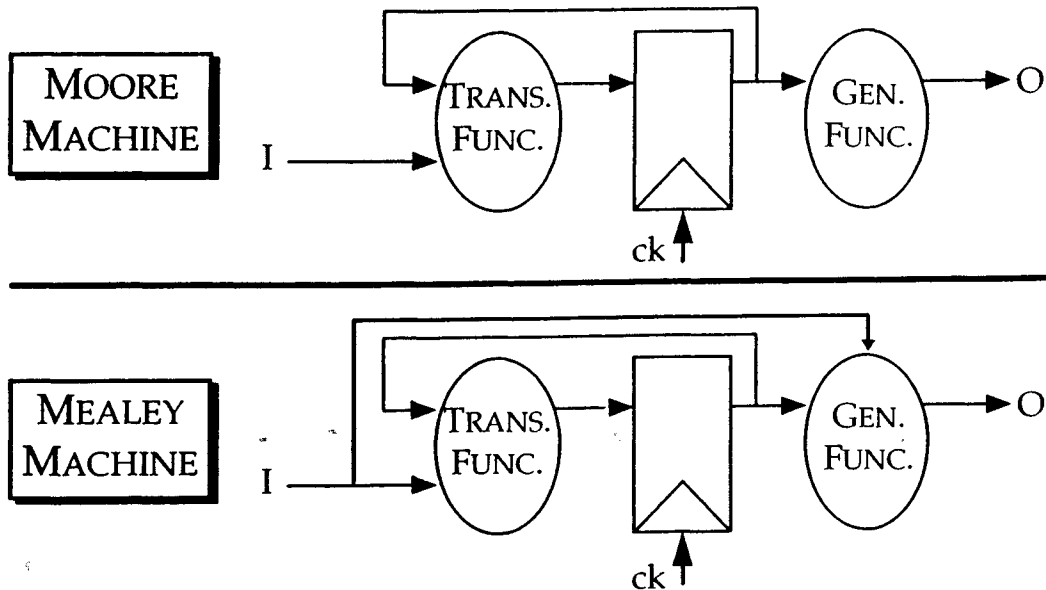 MOORE
MACHINE
I
TRANS.
FUNC.
ck
GEN.
FUNC.
O
MEALEY
MACHINE
I
TRANS.
FUNC.
ck
GEN.
FUNC.
O